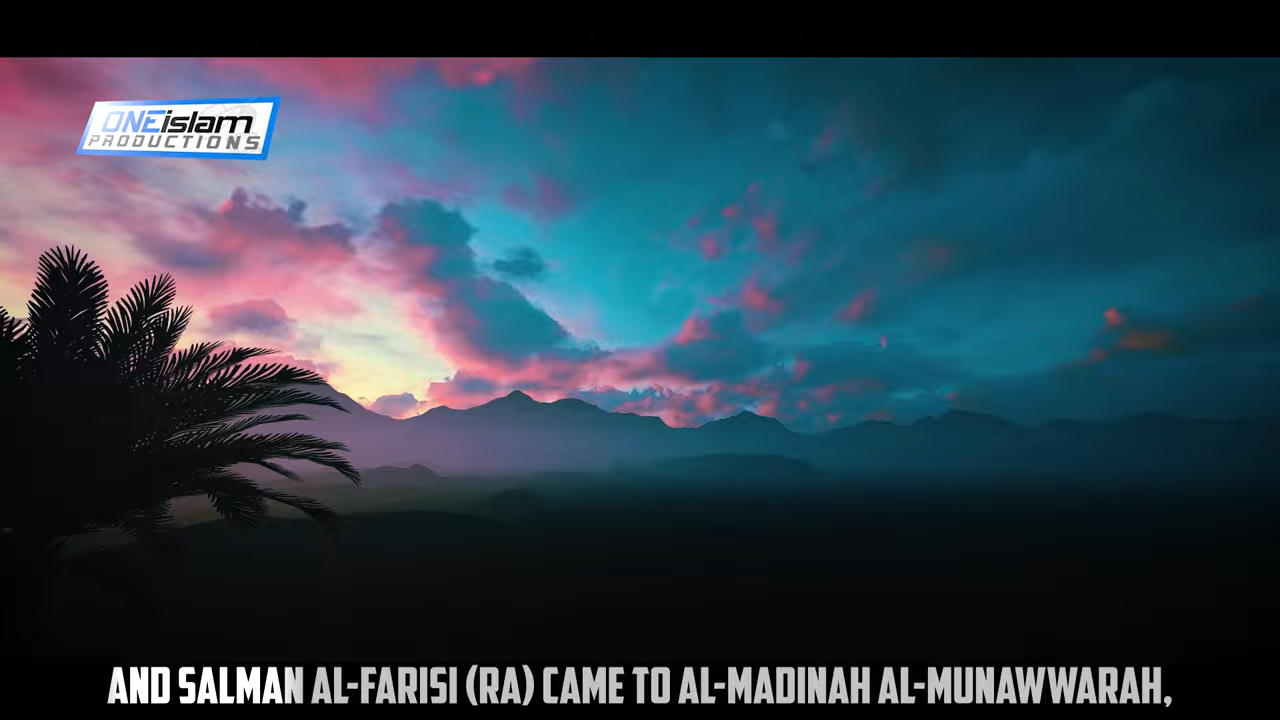 ONEislam
PRODUCTIONS
AND SALMAN AL-FARISI (RA) CAME TO AL-MADINAH AL-MUNAWWARAH,